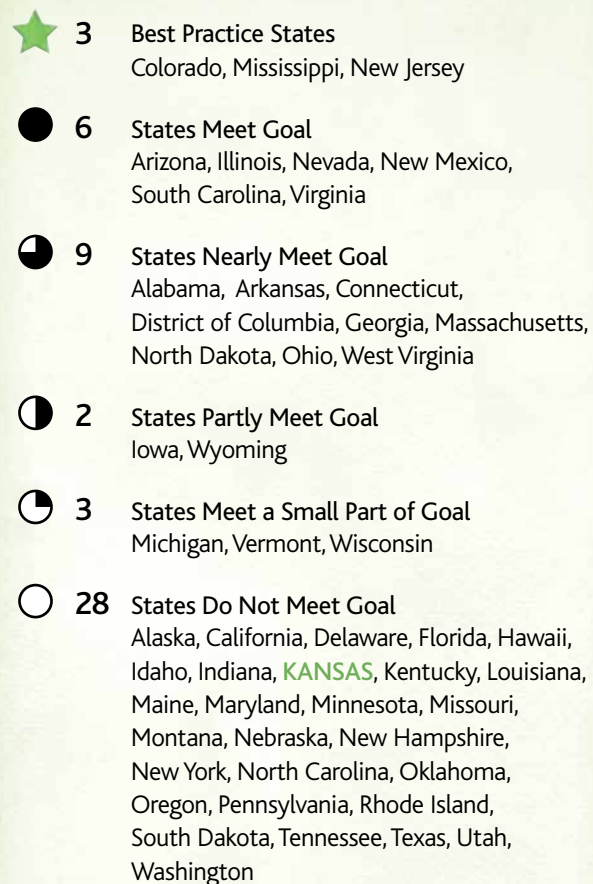 3 Best Practice States
Colorado, Mississippi, New Jersey
6 States Meet Goal
Arizona, Illinois, Nevada, New Mexico,
South Carolina, Virginia
9 States Nearly Meet Goal
Alabama, Arkansas, Connecticut,
District of Columbia, Georgia, Massachusetts,
North Dakota, Ohio, West Virginia
2 States Partly Meet Goal
Iowa, Wyoming
3 States Meet a Small Part of Goal
Michigan, Vermont, Wisconsin
28 States Do Not Meet Goal
Alaska, California, Delaware, Florida, Hawaii,
Idaho, Indiana, KANSAS, Kentucky, Louisiana,
Maine, Maryland, Minnesota, Missouri,
Montana, Nebraska, New Hampshire,
New York, North Carolina, Oklahoma,
Oregon, Pennsylvania, Rhode Island,
South Dakota, Tennessee, Texas, Utah,
Washington